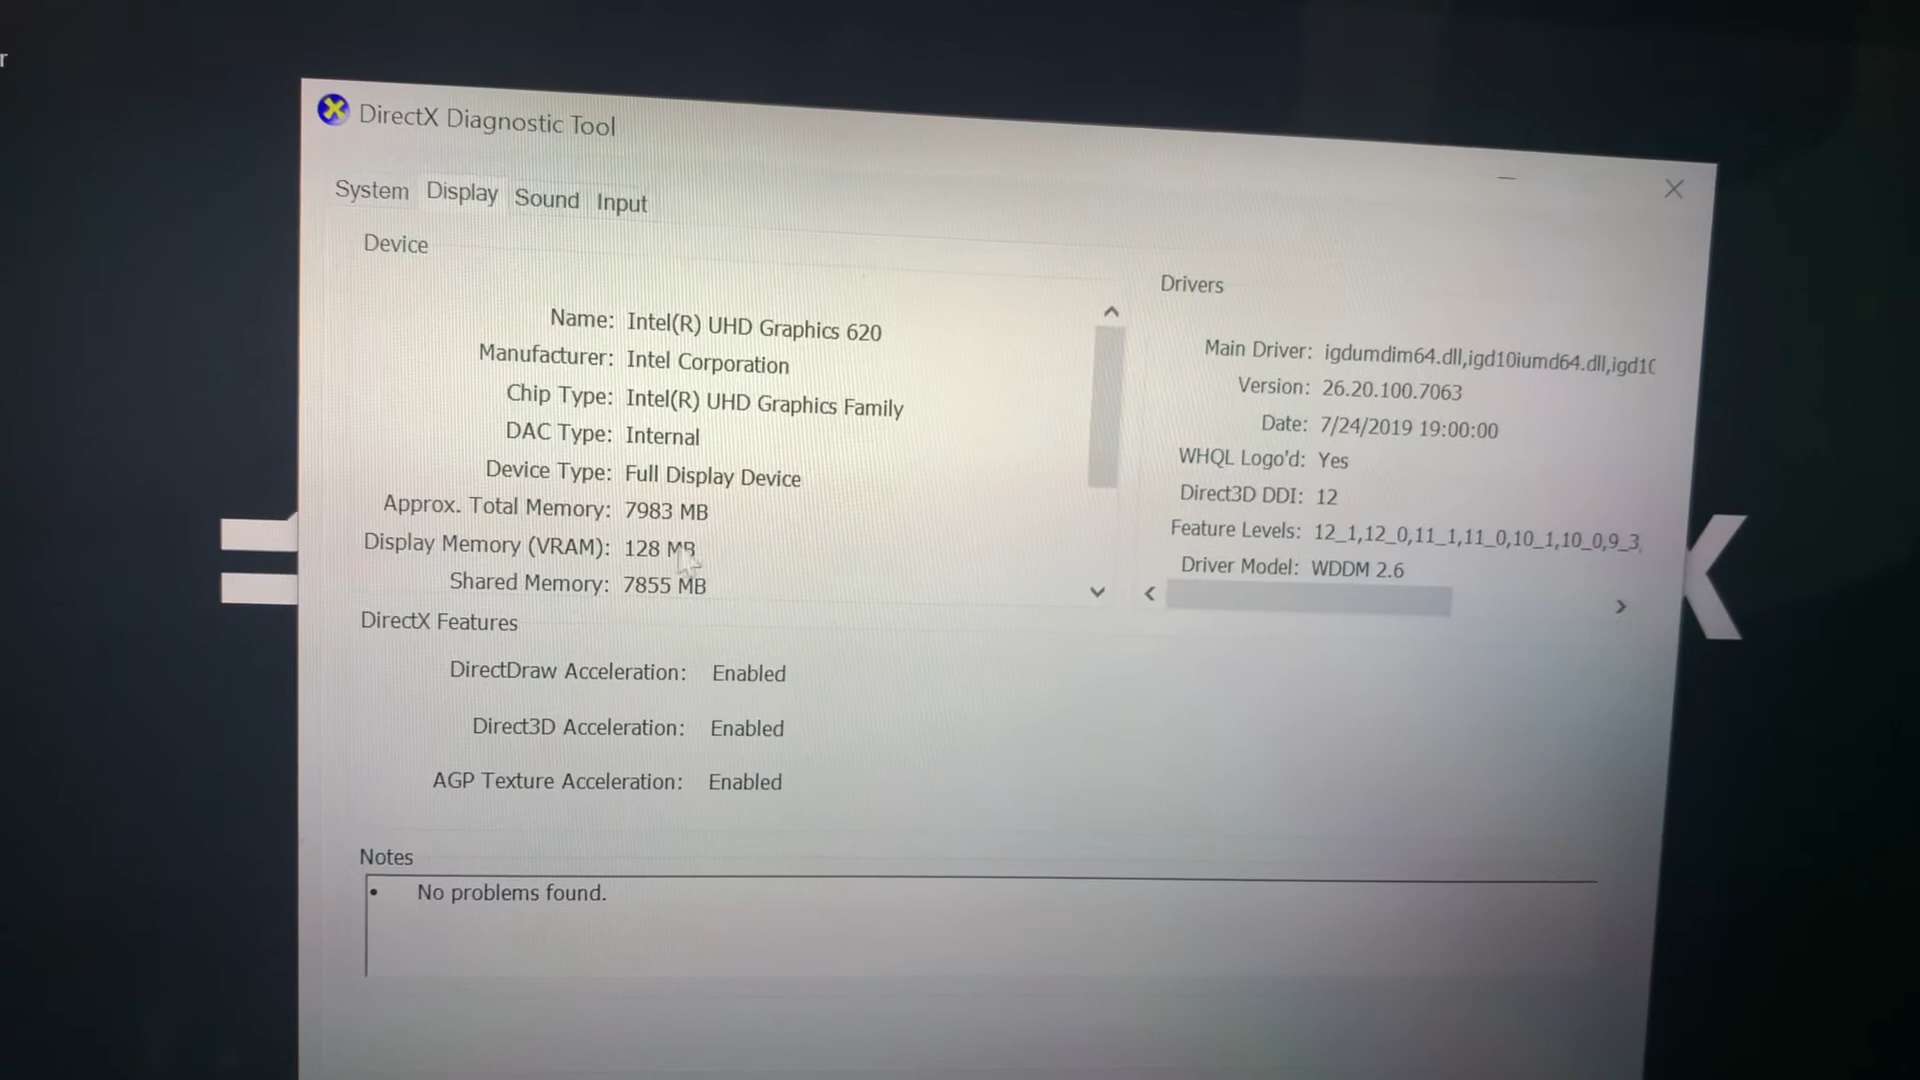 r
DirectX Diagnostic Tool
System Display Sound Input
Device
Name: Intel(R) UHD Graphics 620
Manufacturer: Intel Corporation
Chip Type: Intel(R) UHD Graphics Family
DAC Type: Internal
Device Type: Full Display Device
Approx. Total Memory: 7983 MB
Display Memory (VRAM): 128 MB
Shared Memory: 7855 MB
Drivers
Main Driver: igdumdim64.dll,igd10iumd64.dll,igd10
Version: 26.20.100.7063
Date: 7/24/2019 19:00:00
WHQL Logo'd: Yes
Direct3D DDI: 12
Feature Levels: 12_1,12_0,11_1,11_0,10_1,10_0,9_3,
Driver Model: WDDM 2.6
DirectX Features
DirectDraw Acceleration: Enabled
Direct3D Acceleration: Enabled
AGP Texture Acceleration: Enabled
Notes
• No problems found.